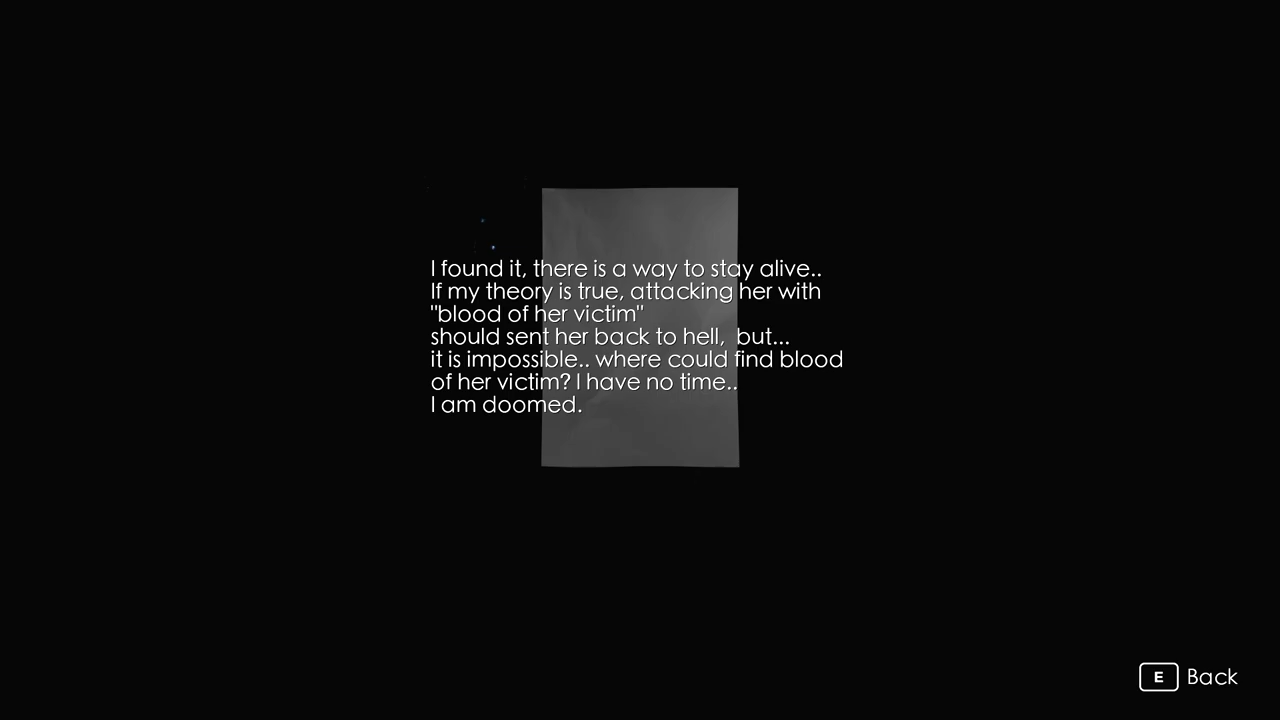 I found it, there is a way to stay alive..
If my theory is true, attacking her with
"blood of her victim"
should sent her back to hell,  but...
it is impossible.. where could find blood
of her victim? I have no time..
I am doomed.
E Back